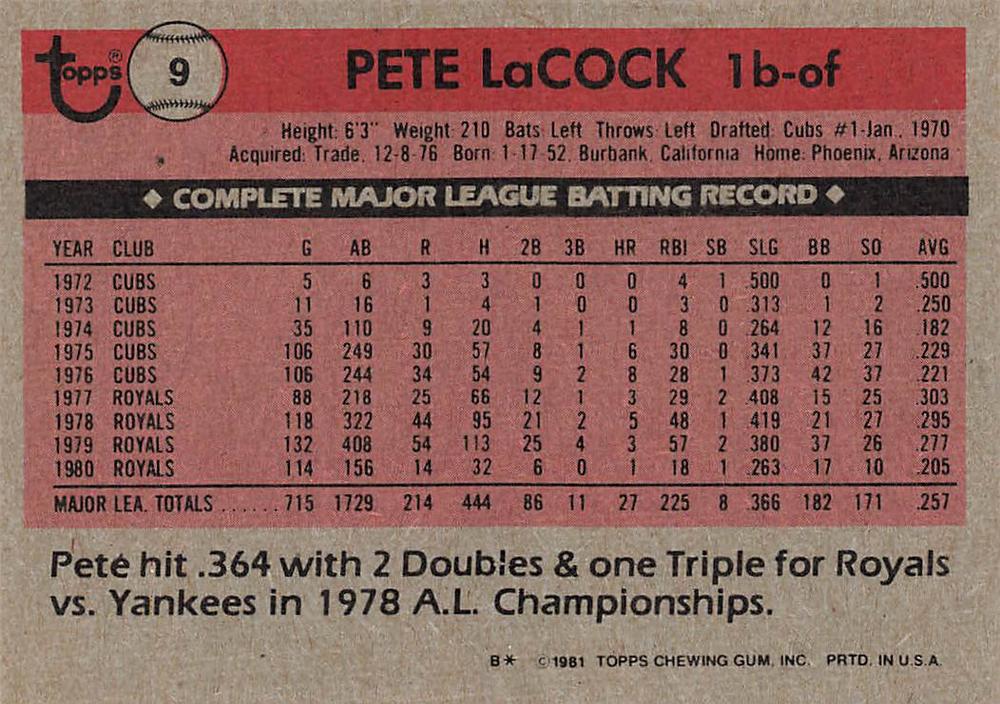 topps® 9 PETE LaCOCK 1b-of
Height: 6'3" Weight: 210 Bats: Left Throws: Left Drafted: Cubs #1-Jan., 1970
Acquired: Trade, 12-8-76 Born: 1-17-52, Burbank, California Home: Phoenix, Arizona
◆ COMPLETE MAJOR LEAGUE BATTING RECORD ◆
YEAR CLUB G AB R H 2B 3B HR RBI SB SLG BB SO AVG
1972 CUBS 5 6 3 3 0 0 0 4 1 .500 0 1 .500
1973 CUBS 11 16 1 4 1 0 0 3 0 .313 1 2 .250
1974 CUBS 35 110 9 20 4 1 1 8 0 .264 12 16 .182
1975 CUBS 106 249 30 57 8 1 6 30 0 .341 37 27 .229
1976 CUBS 106 244 34 54 9 2 8 28 1 .373 42 37 .221
1977 ROYALS 88 218 25 66 12 1 3 29 2 .408 15 25 .303
1978 ROYALS 118 322 44 95 21 2 5 48 1 .419 21 27 .295
1979 ROYALS 132 408 54 113 25 4 3 57 2 .380 37 26 .277
1980 ROYALS 114 156 14 32 6 0 1 18 1 .263 17 10 .205
MAJOR LEA. TOTALS ......715 1729 214 444 86 11 27 225 8 .366 182 171 .257
Pete hit .364 with 2 Doubles & one Triple for Royals
vs. Yankees in 1978 A.L. Championships.
B* ©1981 TOPPS CHEWING GUM, INC. PRTD. IN U.S.A.